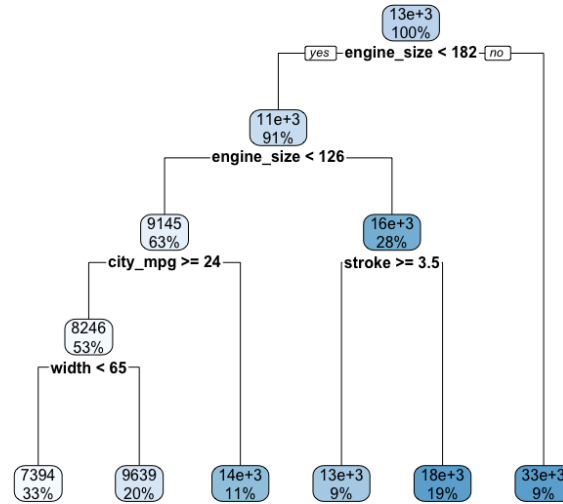 13e+3
100%
yes engine_size < 182 no
11e+3
91%
engine_size < 126
9145
63%
16e+3
28%
city_mpg >= 24
stroke >= 3.5
8246
53%
width < 65
7394
33%
9639
20%
14e+3
11%
13e+3
9%
18e+3
19%
33e+3
9%